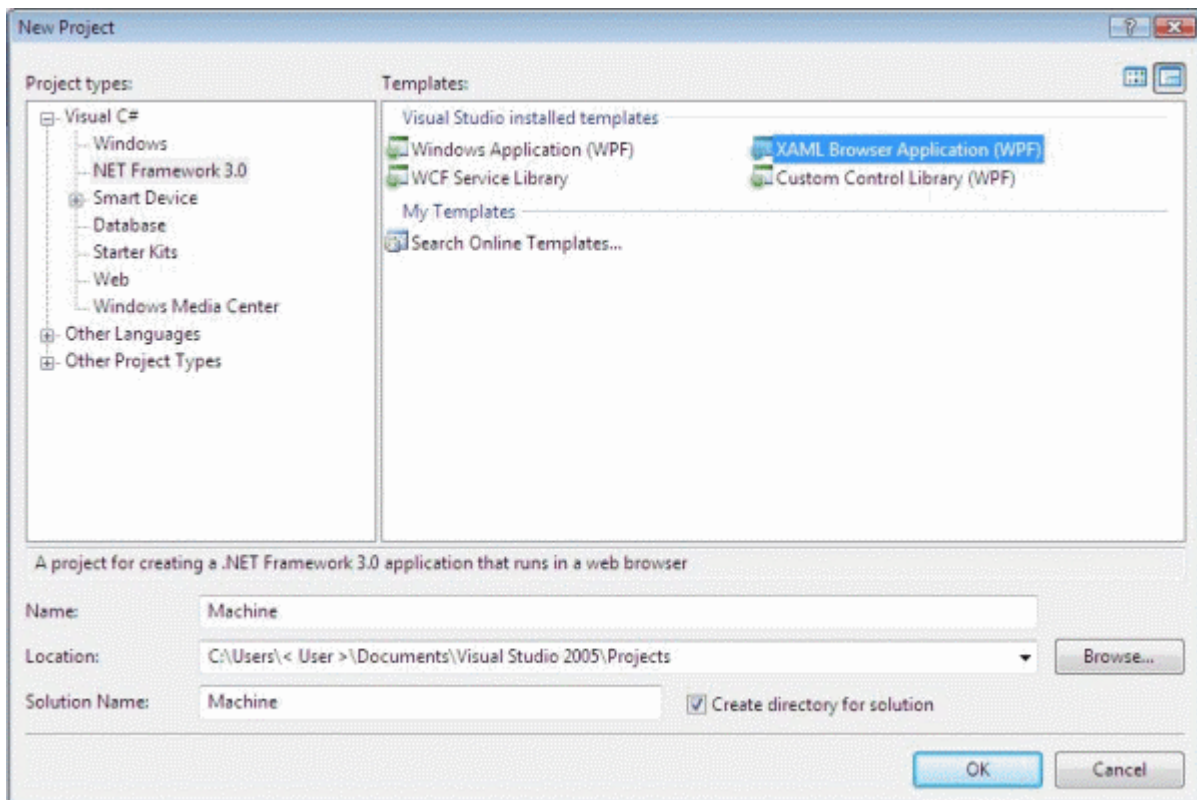 New Project
Project types:
Templates:
Visual C#
Windows
NET Framework 3.0
Smart Device
Database
Starter Kits
Web
Windows Media Center
Other Languages
Other Project Types
Visual Studio installed templates
Windows Application (WPF)
XAML Browser Application (WPF)
WCF Service Library
Custom Control Library (WPF)
My Templates
Search Online Templates...
A project for creating a .NET Framework 3.0 application that runs in a web browser
Name:
Machine
Location:
C:\Users\< User >\Documents\Visual Studio 2005\Projects
Browse...
Solution Name:
Machine
Create directory for solution
OK
Cancel